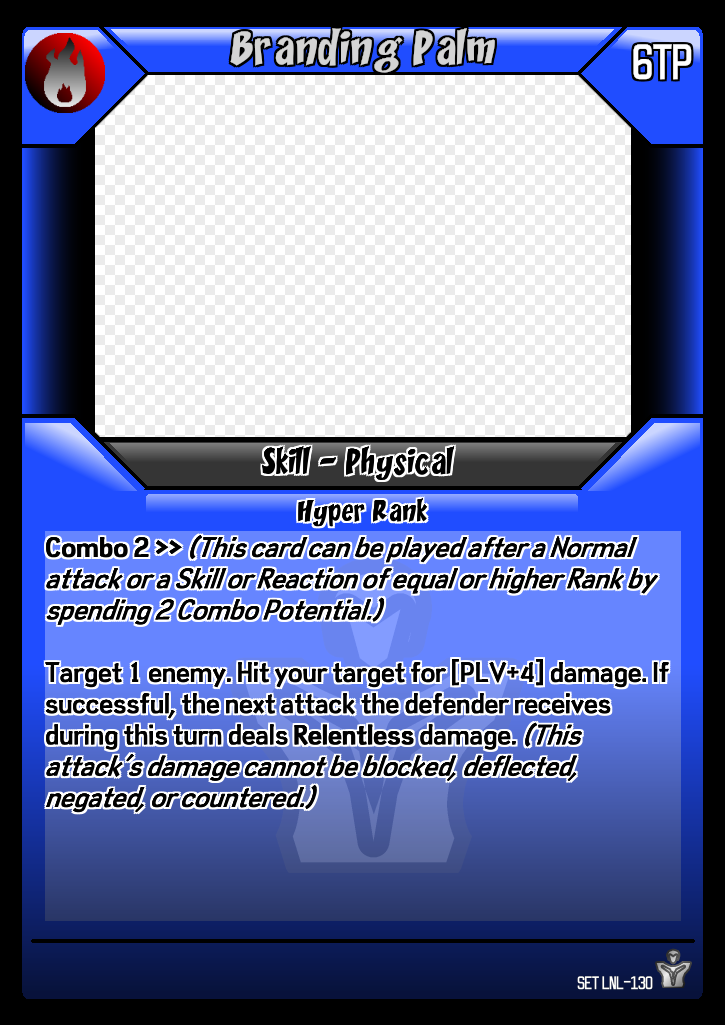 Branding Palm
6TP
Skill - Physical
Hyper Rank
Combo 2 >> (This card can be played after a Normal
attack or a Skill or Reaction of equal or higher Rank by
spending 2 Combo Potential.)
Target 1 enemy. Hit your target for [PLV+4] damage. If
successful, the next attack the defender receives
during this turn deals Relentless damage. (This
attack's damage cannot be blocked, deflected,
negated, or countered.)
SET LNL-130